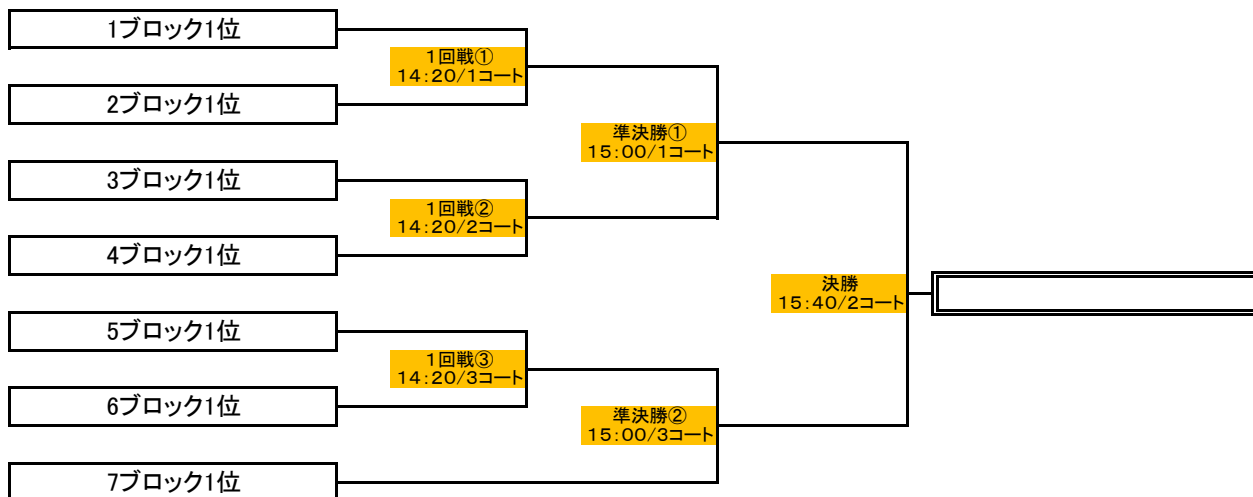 1ブロック1位
1回戦①
14:20/1コート
2ブロック1位
準決勝①
15:00/1コート
3ブロック1位
1回戦②
14:20/2コート
4ブロック1位
決勝
15:40/2コート
5ブロック1位
1回戦③
14:20/3コート
6ブロック1位
準決勝②
15:00/3コート
7ブロック1位